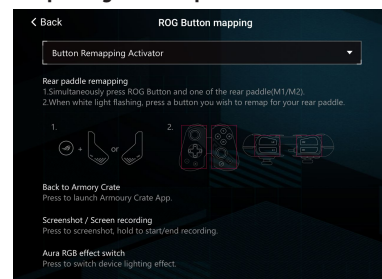 Back
ROG Button mapping
Button Remapping Activator
Rear paddle remapping
1.Simultaneously press ROG Button and one of the rear paddle(M1/M2).
2.When white light flashing, press a button you wish to remap for your rear paddle.
1.
2.
+
or
Back to Armory Crate
Press to launch Armoury Crate App.
Screenshot / Screen recording
Press to screenshot, hold to start/end recording.
Aura RGB effect switch
Press to switch device lighting effect.